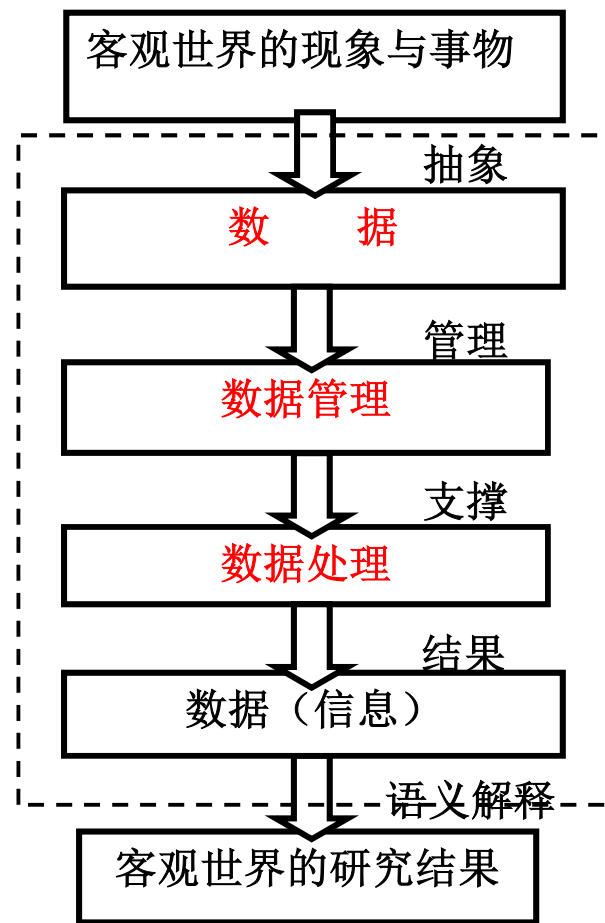 客观世界的现象与事物
抽象
数 据
管理
数据管理
支撑
数据处理
结果
数据（信息）
语义解释
客观世界的研究结果